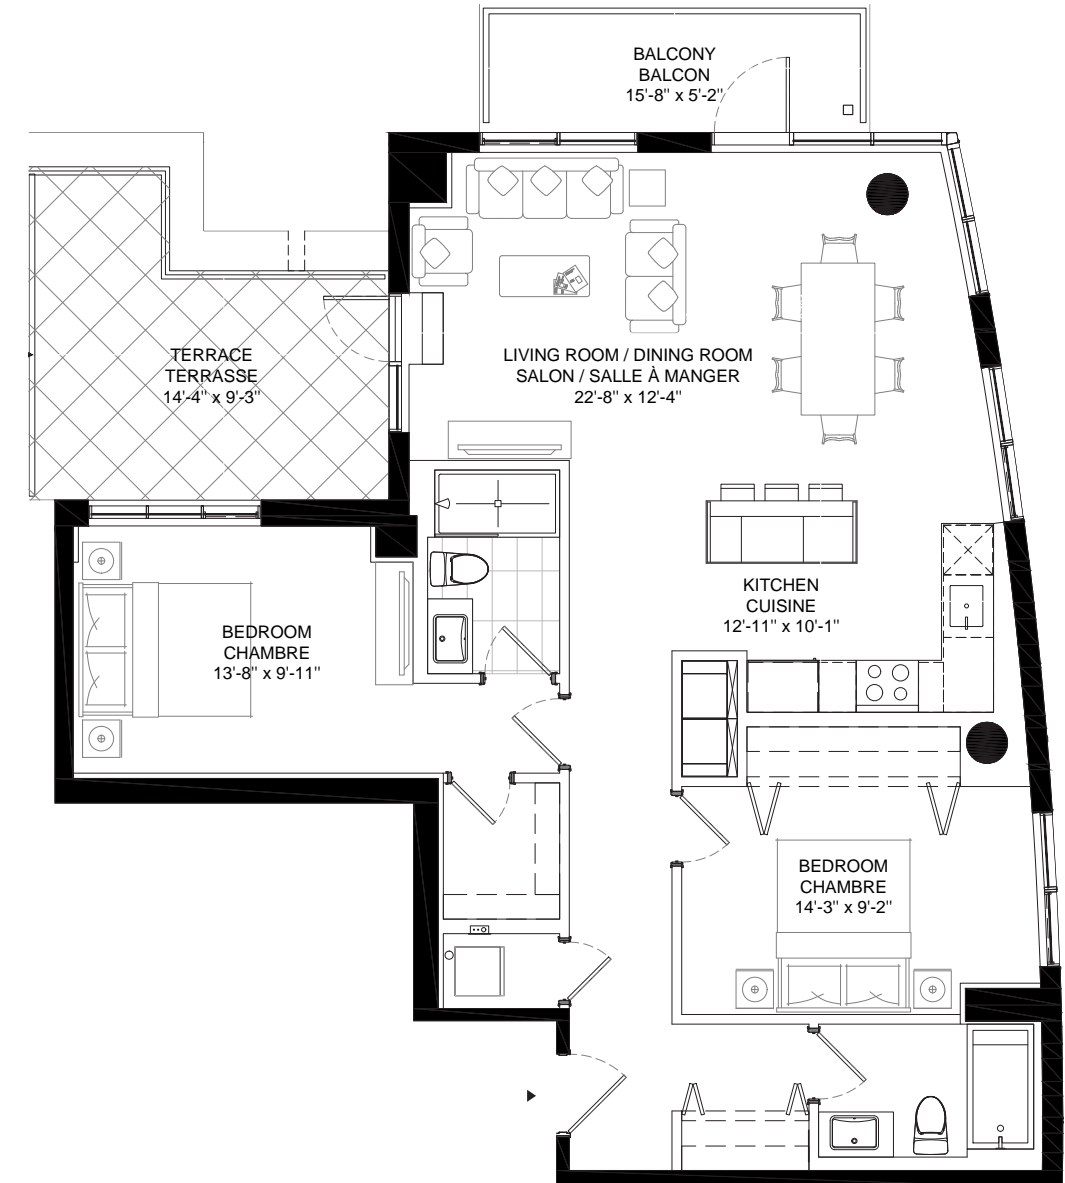 BALCONY
BALCON
15'-8" x 5'-2"
TERRACE
TERRASSE
14'-4" x 9'-3"
LIVING ROOM / DINING ROOM
SALON / SALLE À MANGER
22'-8" x 12'-4"
KITCHEN
CUISINE
12'-11" x 10'-1"
BEDROOM
CHAMBRE
13'-8" x 9'-11"
BEDROOM
CHAMBRE
14'-3" x 9'-2"